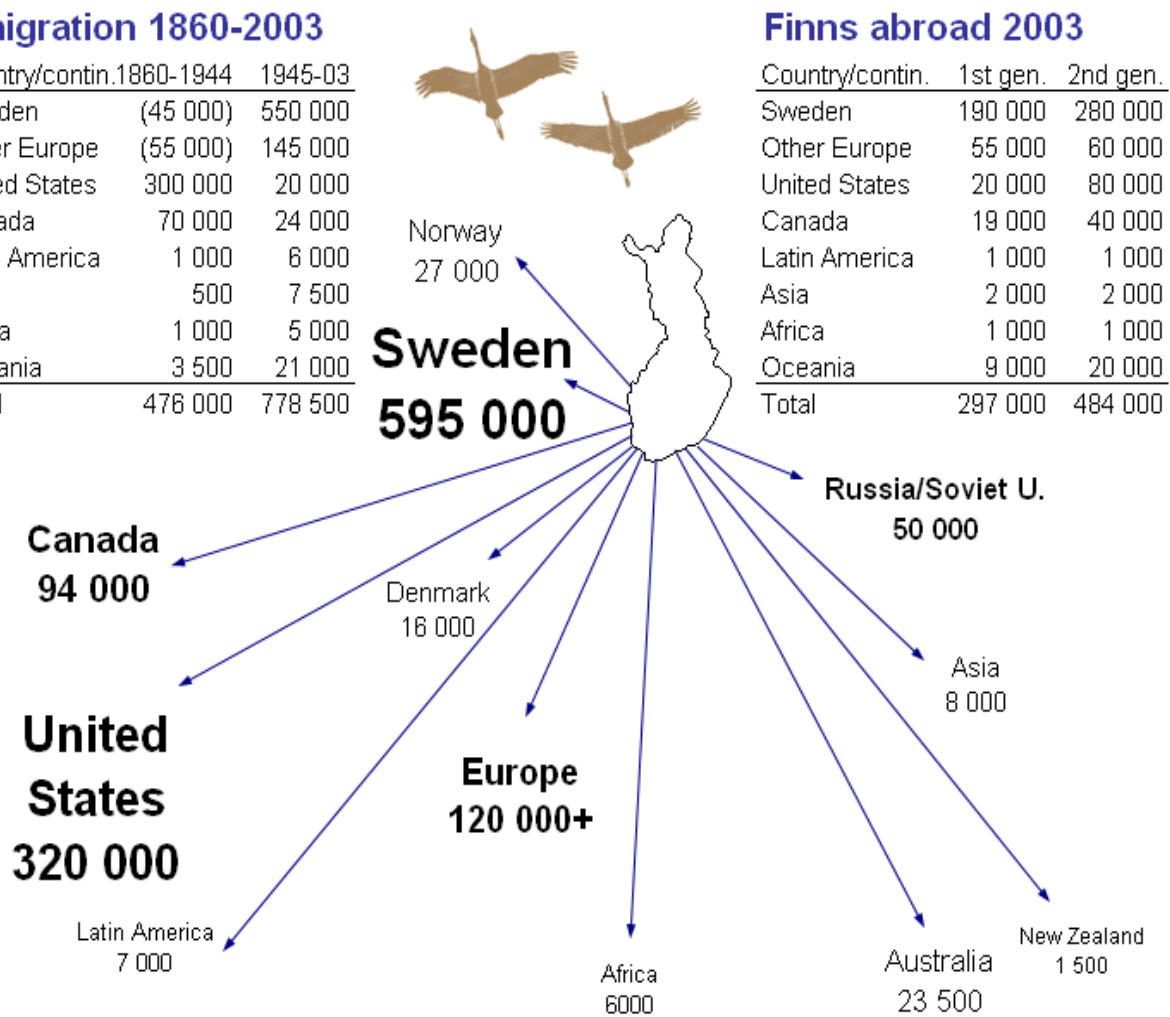 migration 1860-2003
ntry/contin. 1860-1944 1945-03
den (45 000) 550 000
er Europe (55 000) 145 000
ed States 300 000 20 000
ada 70 000 24 000
America 1 000 6 000
500 7 500
a 1 000 5 000
ania 3 500 21 000
l 476 000 778 500
Finns abroad 2003
Country/contin. 1st gen. 2nd gen.
Sweden 190 000 280 000
Other Europe 55 000 60 000
United States 20 000 80 000
Canada 19 000 40 000
Latin America 1 000 1 000
Asia 2 000 2 000
Africa 1 000 1 000
Oceania 9 000 20 000
Total 297 000 484 000
Norway
27 000
Sweden
595 000
Russia/Soviet U.
50 000
Canada
94 000
Denmark
16 000
Asia
8 000
United
States
320 000
Europe
120 000+
Latin America
7 000
Africa
6000
Australia
23 500
New Zealand
1 500